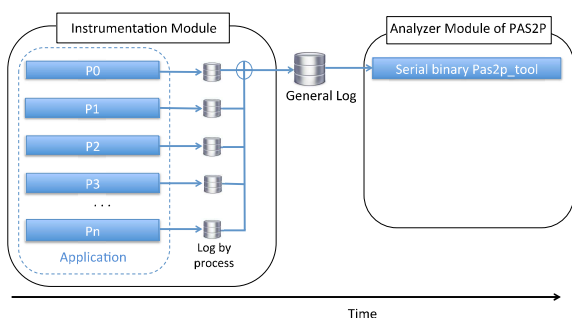 Instrumentation Module
Analyzer Module of PAS2P
P0
Serial binary Pas2p_tool
General Log
P1
P2
P3
...
Pn
Log by
process
Application
Time